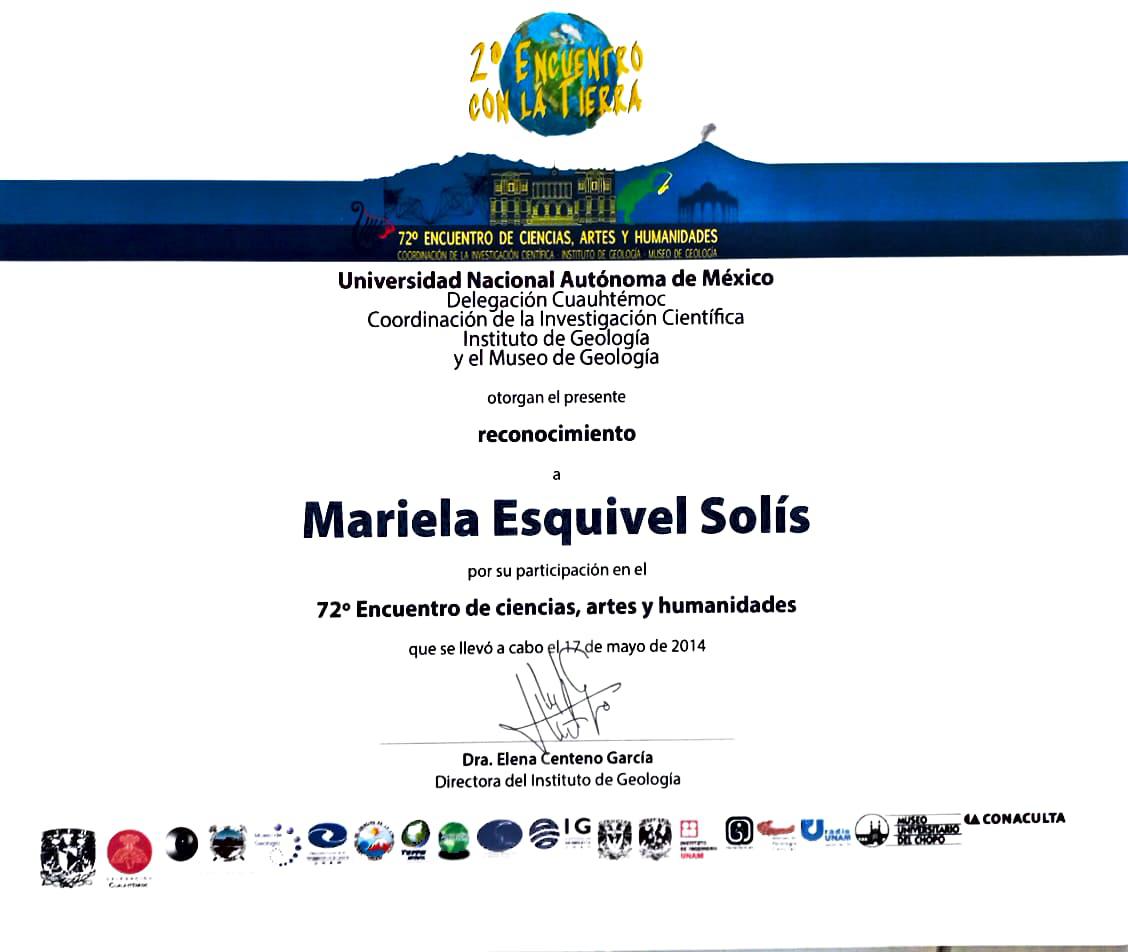 2º ENCUENTRO
CON LA TIERRA
72º ENCUENTRO DE CIENCIAS, ARTES Y HUMANIDADES
COORDINACIÓN DE LA INVESTIGACIÓN CIENTÍFICA · INSTITUTO DE GEOLOGÍA · MUSEO DE GEOLOGÍA
Universidad Nacional Autónoma de México
Delegación Cuauhtémoc
Coordinación de la Investigación Científica
Instituto de Geología
y el Museo de Geología
otorgan el presente
reconocimiento
a
Mariela Esquivel Solís
por su participación en el
72º Encuentro de ciencias, artes y humanidades
que se llevó a cabo el 17 de mayo de 2014
Dra. Elena Centeno García
Directora del Instituto de Geología
IG
UNAM
radio
UNAM
MUSEO
UNIVERSITARIO
DEL CHOPO
CONACULTA